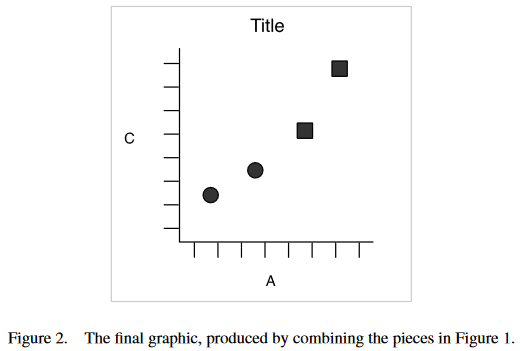 Title
C
A
Figure 2. The final graphic, produced by combining the pieces in Figure 1.